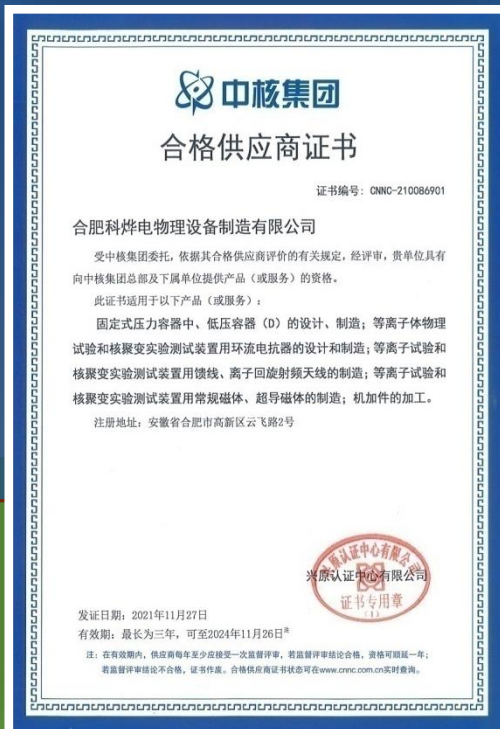 中核集团
合格供应商证书
证书编号：CNNC-210086901
合肥科烨电物理设备制造有限公司
受中核集团委托，依据其合格供应商评价的有关规定，经评审，贵单位具有
向中核集团总部及下属单位提供产品（或服务）的资格。
此证书适用于以下产品（或服务）：
固定式压力容器中、低压容器（D）的设计、制造；等离子体物理
试验和核聚变实验测试装置用环流电抗器的设计和制造；等离子试验和
核聚变实验测试装置用馈线、离子回旋射频天线的制造；等离子试验和
核聚变实验测试装置用常规磁体、超导磁体的制造；机加件的加工。
注册地址：安徽省合肥市高新区云飞路2号
兴原认证中心有限公司
兴原认证中心有限公司
证书专用章
(1)
发证日期：2021年11月27日
有效期：最长为三年，可至2024年11月26日注
注：在有效期内，供应商每年至少应接受一次监督评审，若监督评审结论合格，资格可顺延一年；
若监督评审结论不合格，证书作废。合格供应商证书状态可在www.cnnc.com.cn实时查询。